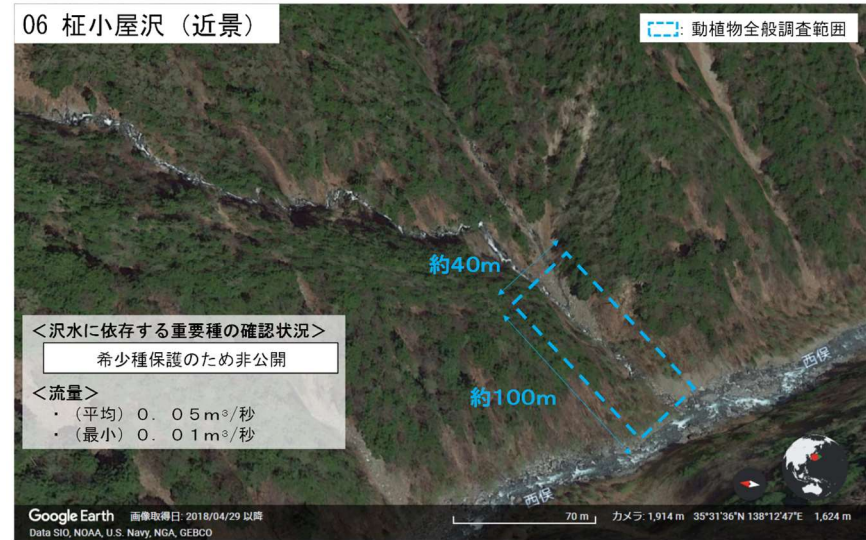 06 柾小屋沢（近景）
: 動植物全般調査範囲
約40m
約100m
西俣
西俣
＜沢水に依存する重要種の確認状況＞
希少種保護のため非公開
＜流量＞
・（平均）０．０５m³/秒
・（最小）０．０１m³/秒
Google Earth 画像取得日: 2018/04/29 以降
Data SIO, NOAA, U.S. Navy, NGA, GEBCO
70 m カメラ: 1,914 m 35°31'36"N 138°12'47"E 1,624 m